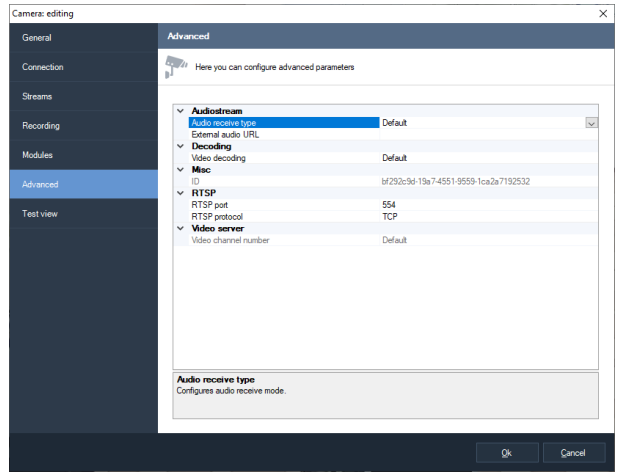 Camera: editing
General
Connection
Streams
Recording
Modules
Advanced
Test view
Advanced
Here you can configure advanced parameters
Audiostream
Audio receive type Default
External audio URL
Decoding
Video decoding Default
Misc
ID bf292c9d-19a7-4551-9559-1ca2a7192532
RTSP
RTSP port 554
RTSP protocol TCP
Video server
Video channel number Default
Audio receive type
Configures audio receive mode.
Ok Cancel